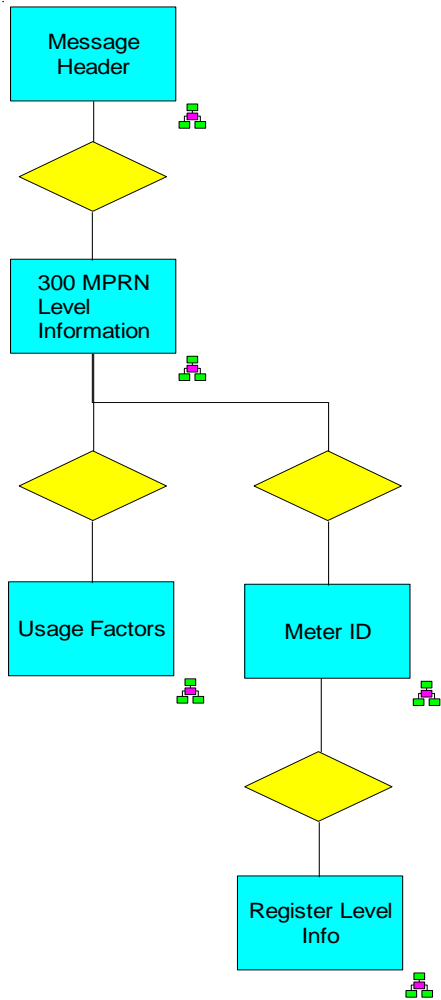 Message
Header
300 MPRN
Level
Information
Usage Factors
Meter ID
Register Level
Info